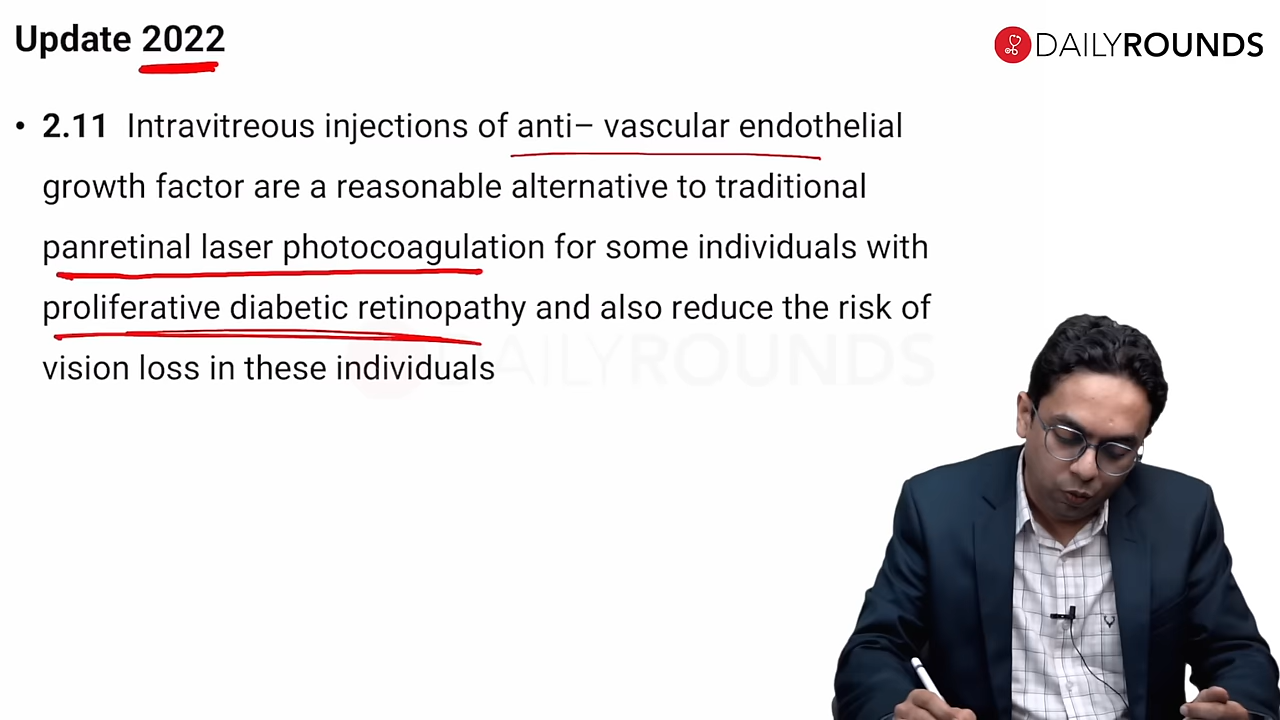 Update 2022
DAILYROUNDS
• 2.11 Intravitreous injections of anti– vascular endothelial
growth factor are a reasonable alternative to traditional
panretinal laser photocoagulation for some individuals with
proliferative diabetic retinopathy and also reduce the risk of
vision loss in these individuals
DAILYROUNDS